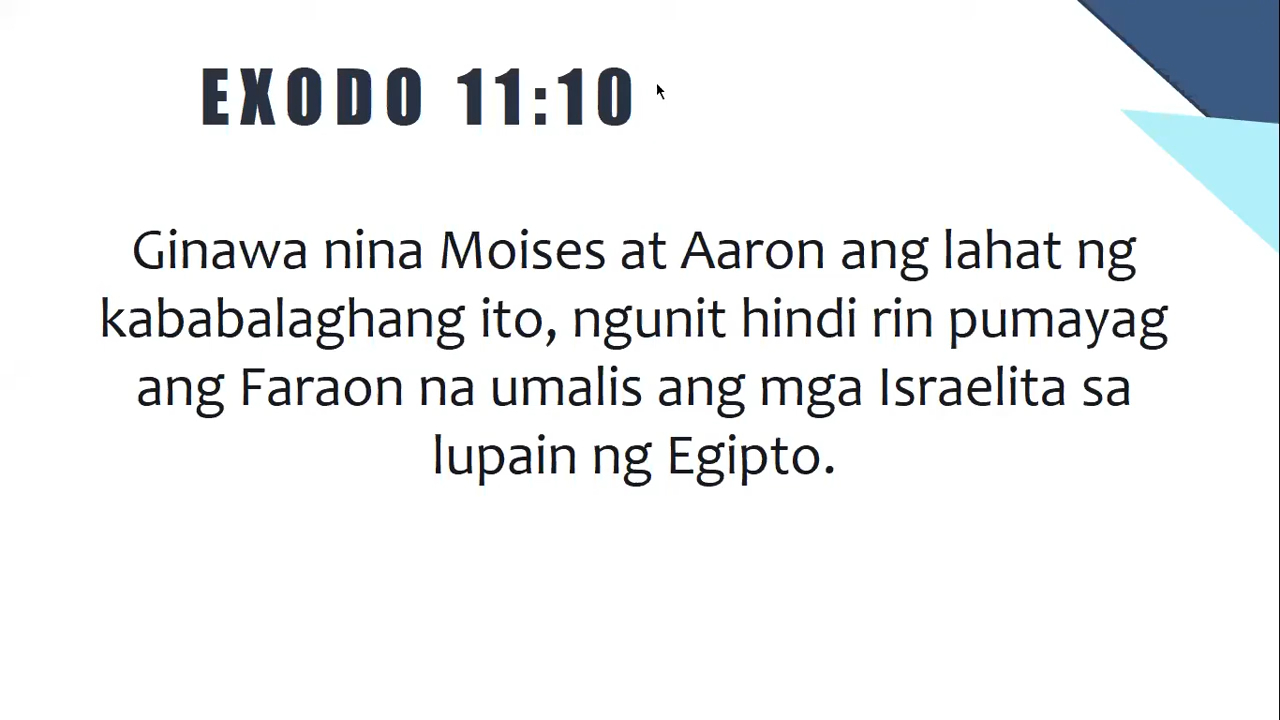 EXODO 11:10
Ginawa nina Moises at Aaron ang lahat ng
kababalaghang ito, ngunit hindi rin pumayag
ang Faraon na umalis ang mga Israelita sa
lupain ng Egipto.